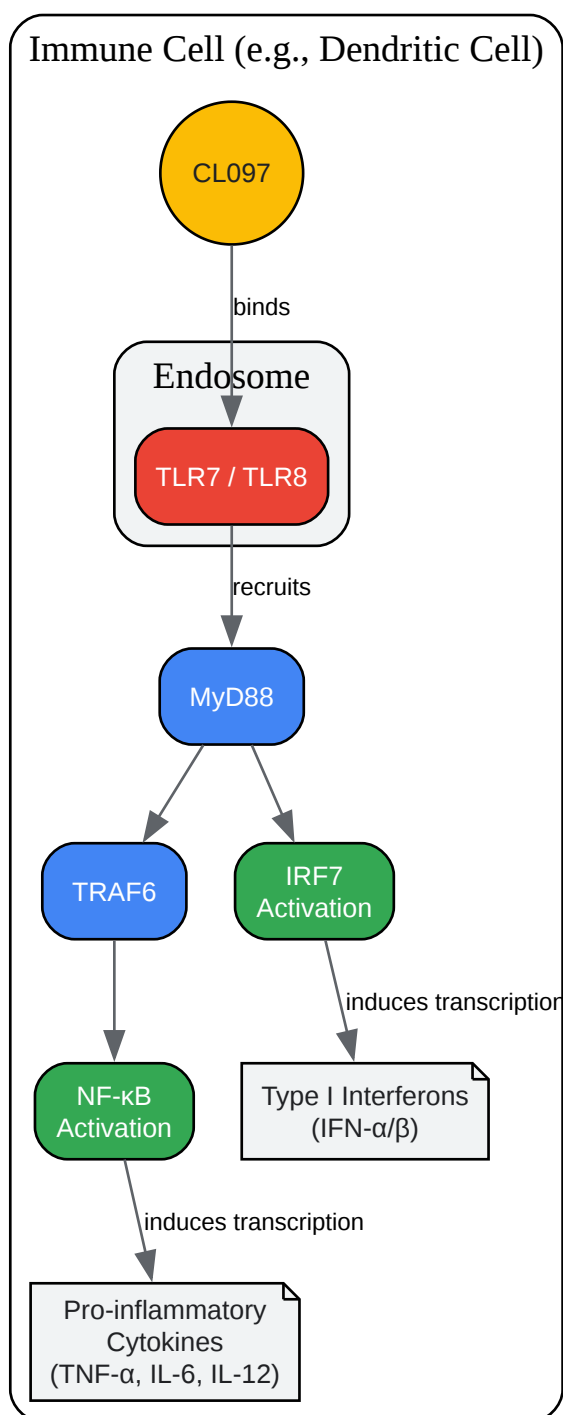 Immune Cell (e.g., Dendritic Cell)
CL097
binds
Endosome
TLR7 / TLR8
recruits
MyD88
TRAF6
IRF7
Activation
induces transcription
NF-κB
Activation
Type I Interferons
(IFN-α/β)
induces transcription
Pro-inflammatory
Cytokines
(TNF-α, IL-6, IL-12)